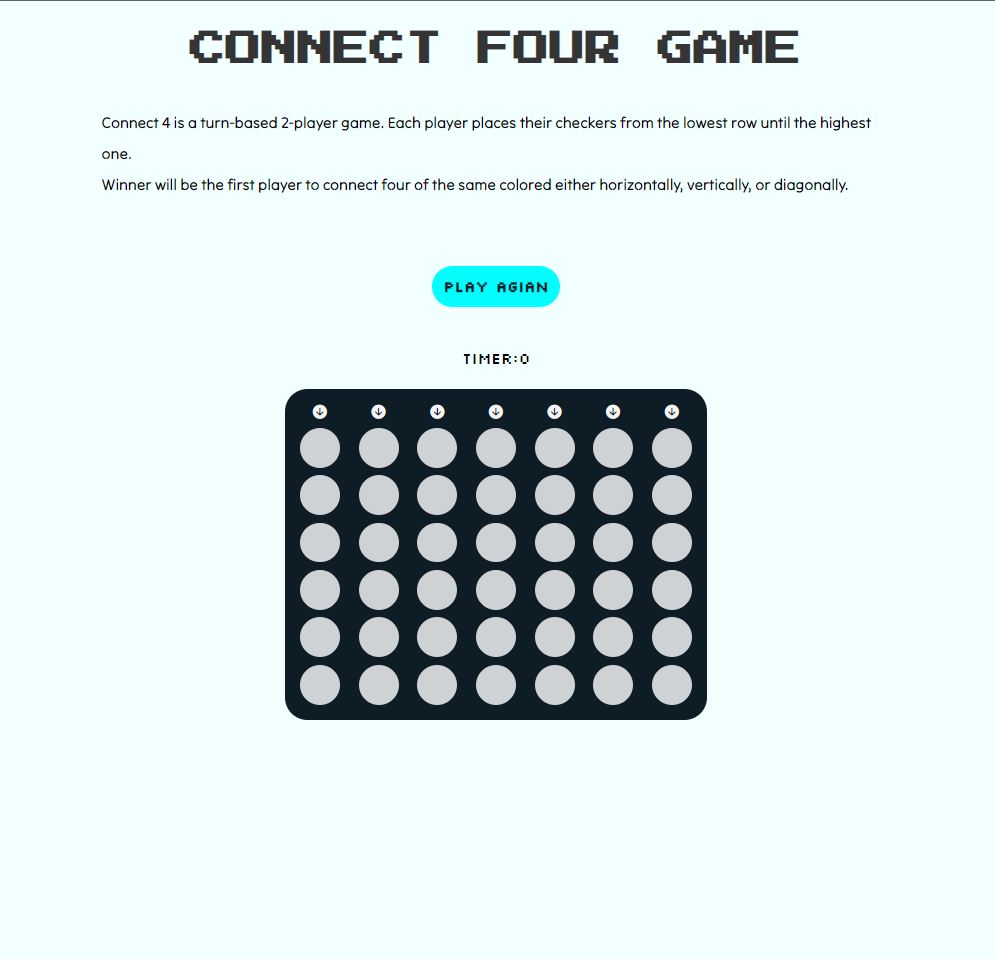 CONNECT FOUR GAME
Connect 4 is a turn-based 2-player game. Each player places their checkers from the lowest row until the highest
one.
Winner will be the first player to connect four of the same colored either horizontally, vertically, or diagonally.
PLAY AGIAN
TIMER:0